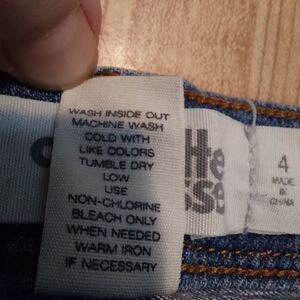 WASH INSIDE OUT
MACHINE WASH
COLD WITH
LIKE COLORS
TUMBLE DRY
LOW
USE
NON-CHLORINE
BLEACH ONLY
WHEN NEEDED
WARM IRON
IF NECESSARY
4
MADE
IN
CHINA